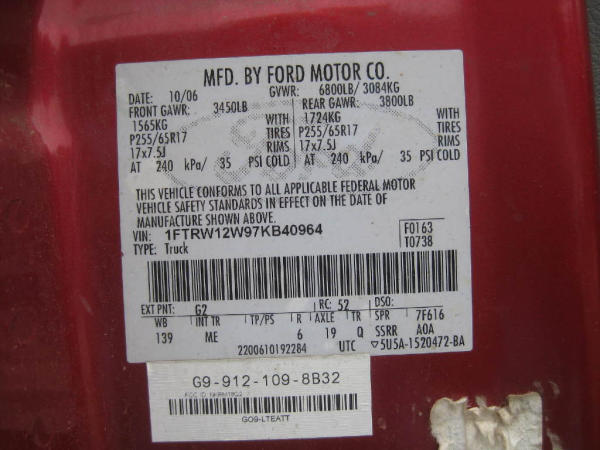 MFD. BY FORD MOTOR CO.
DATE: 10/06 GVWR: 6800LB/ 3084KG
FRONT GAWR: 3450LB REAR GAWR: 3800LB
1565KG WITH 1724KG WITH
P255/65R17 TIRES P255/65R17 TIRES
17x7.5J RIMS 17x7.5J RIMS
AT 240 kPa/ 35 PSI COLD AT 240 kPa/ 35 PSI COLD
Ford
THIS VEHICLE CONFORMS TO ALL APPLICABLE FEDERAL MOTOR
VEHICLE SAFETY STANDARDS IN EFFECT ON THE DATE OF
MANUFACTURE SHOWN ABOVE.
VIN: 1FTRW12W97KB40964 F0163
TYPE: Truck T0738
EXT PNT: G2 RC: 52 DSO:
WB INT TR TP/PS R AXLE TR SPR 7F616
139 ME 6 19 Q SSRR AOA
2200610192284 UTC ▽5U5A-1520472-BA
G9-912-109-8B32
FCC ID:
GO9-LTEATT